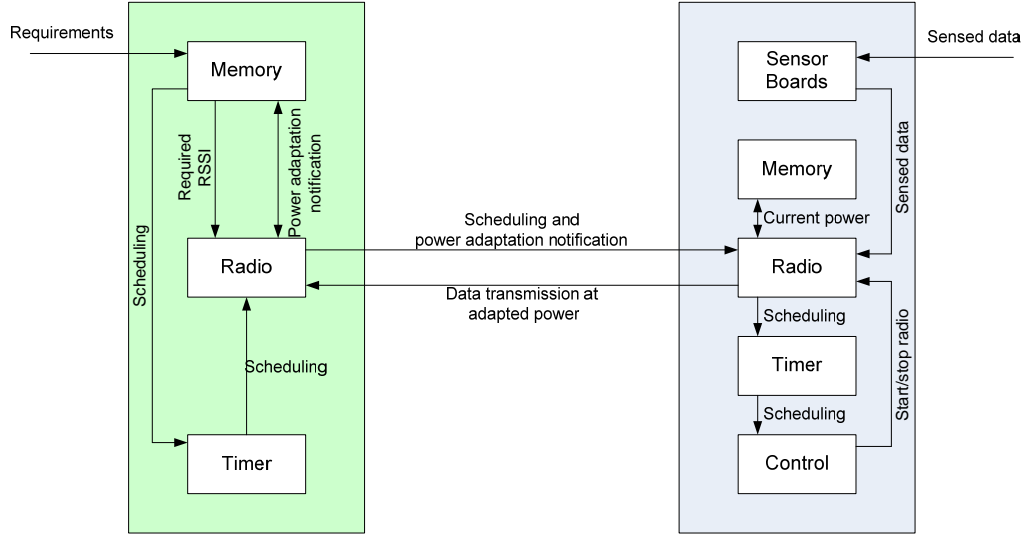 Requirements
Memory
Scheduling
Required
RSSI
Power adaptation
notification
Radio
Scheduling
Timer
Scheduling and
power adaptation notification
Data transmission at
adapted power
Sensed data
Sensor
Boards
Sensed data
Memory
Current power
Radio
Scheduling
Timer
Scheduling
Control
Start/stop radio